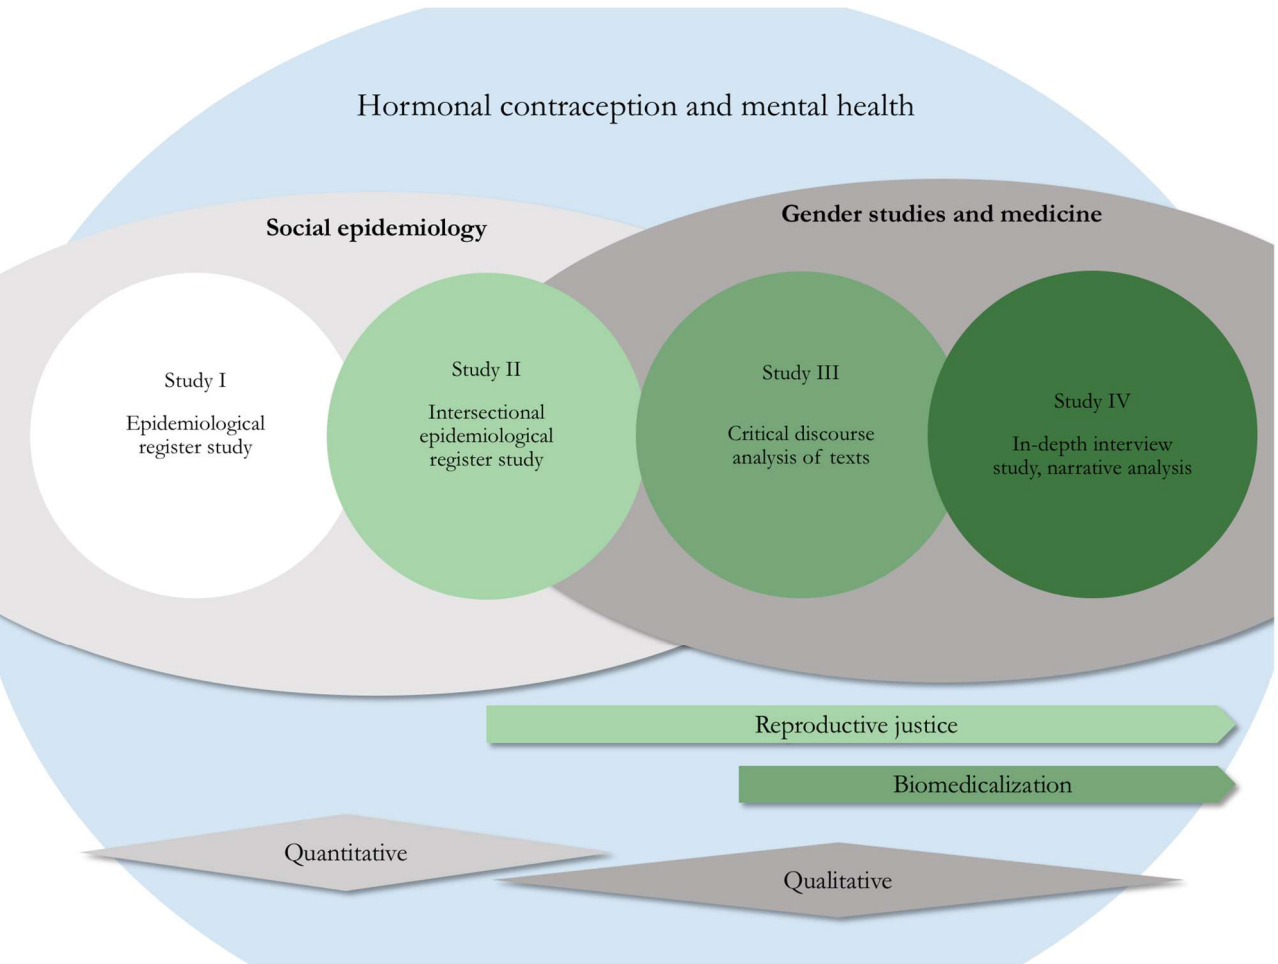 Hormonal contraception and mental health
Social epidemiology
Gender studies and medicine
Study I
Epidemiological
register study
Study II
Intersectional
epidemiological
register study
Study III
Critical discourse
analysis of texts
Study IV
In-depth interview
study, narrative analysis
Reproductive justice
Biomedicalization
Quantitative
Qualitative